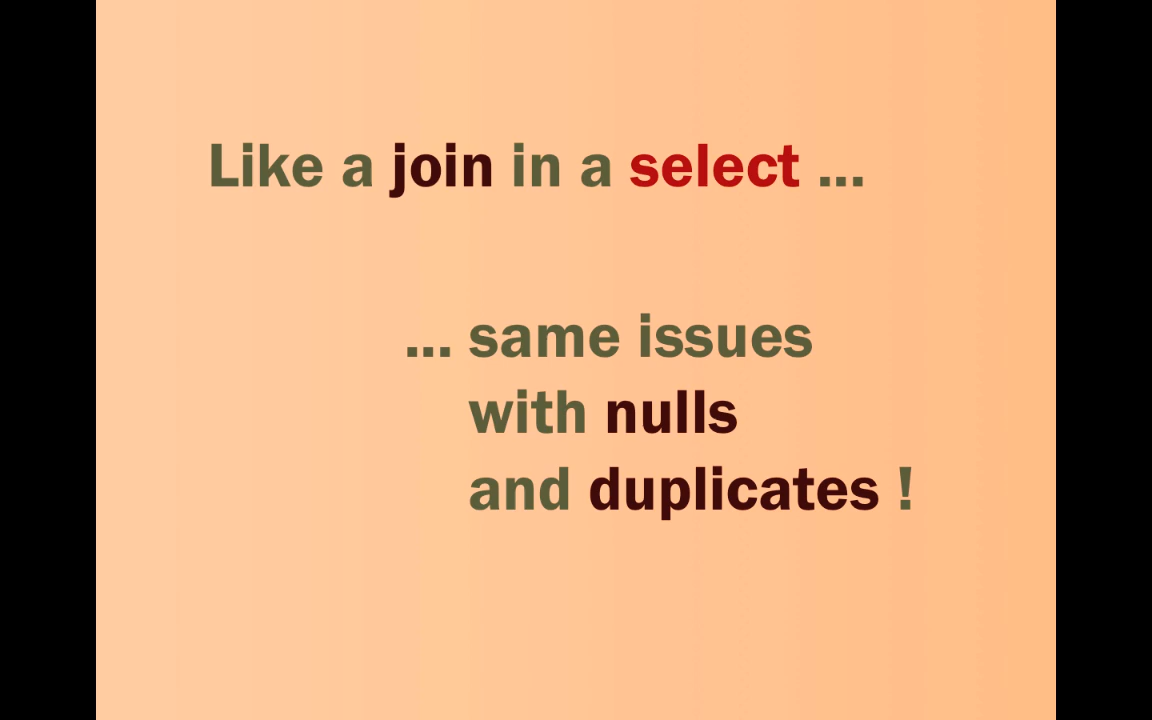 Like a join in a select ...
... same issues
with nulls
and duplicates !